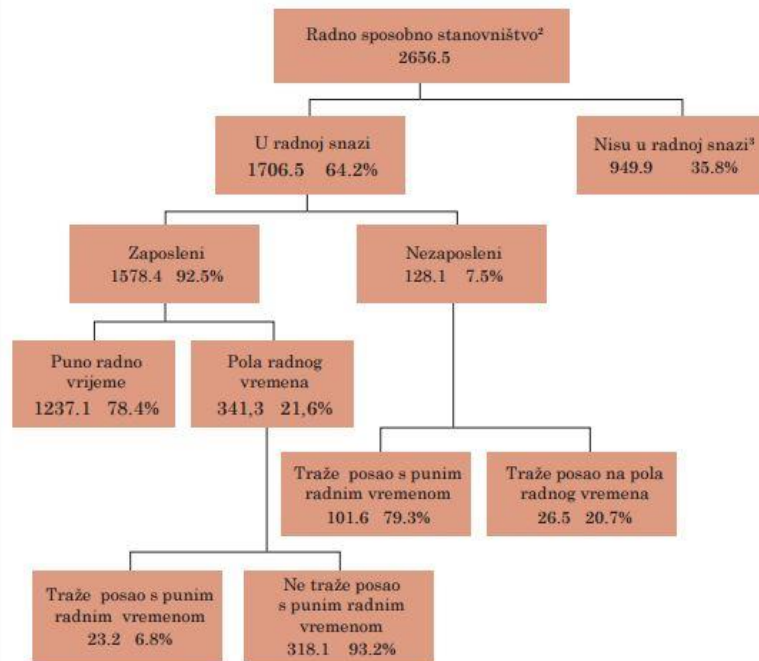 Radno sposobno stanovništvo²
2656.5
U radnoj snazi
1706.5 64.2%
Nisu u radnoj snazi³
949.9 35.8%
Zaposleni
1578.4 92.5%
Nezaposleni
128.1 7.5%
Puno radno
vrijeme
1237.1 78.4%
Pola radnog
vremena
341,3 21,6%
Traže posao s punim
radnim vremenom
101.6 79.3%
Traže posao na pola
radnog vremena
26.5 20.7%
Traže posao s punim
radnim vremenom
23.2 6.8%
Ne traže posao
s punim radnim
vremenom
318.1 93.2%